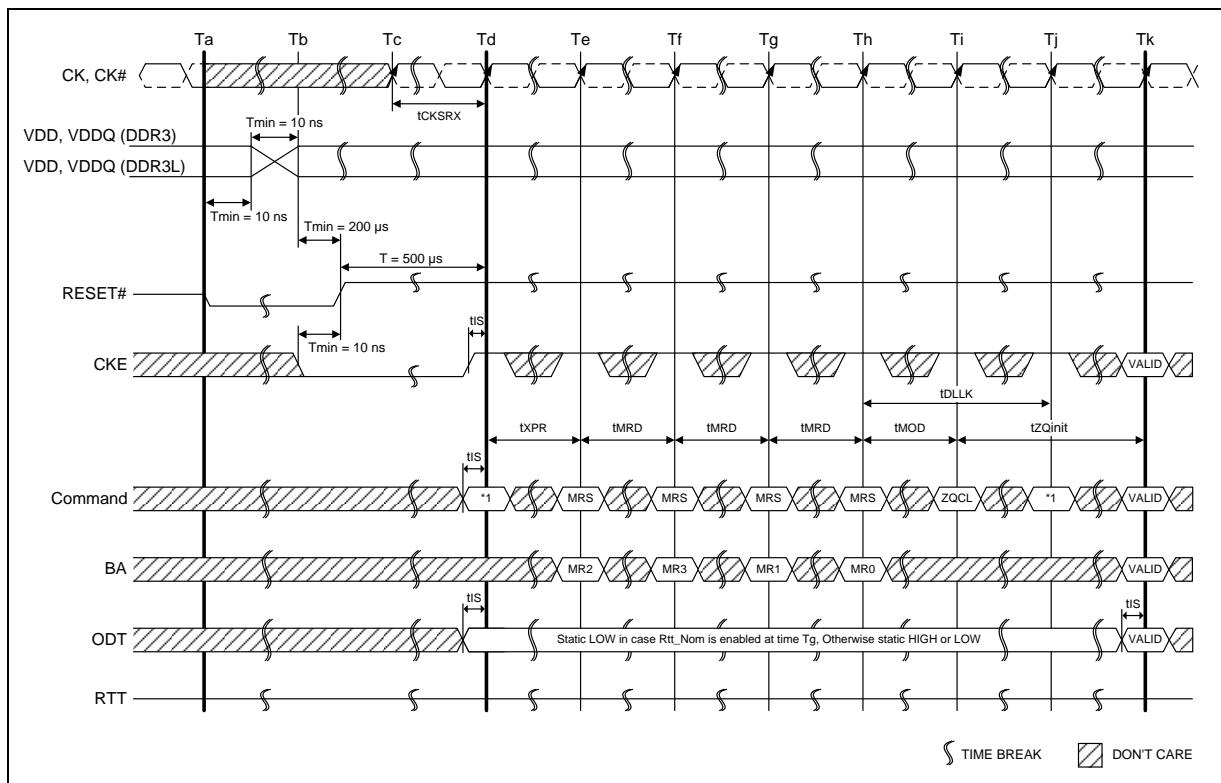 Ta Tb Tc Td Te Tf Tg Th Ti Tj Tk
CK, CK#
tCKSRX
Tmin = 10 ns
VDD, VDDQ (DDR3)
VDD, VDDQ (DDR3L)
Tmin = 10 ns
Tmin = 200 µs
T = 500 µs
RESET#
Tmin = 10 ns
tIS
CKE
VALID
tDLLK
tXPR tMRD tMRD tMRD tMOD tZQinit
tIS
Command *1 MRS MRS MRS MRS ZQCL *1 VALID
BA MR2 MR3 MR1 MR0 VALID
tIS tIS
ODT Static LOW in case Rtt_Nom is enabled at time Tg, Otherwise static HIGH or LOW VALID
RTT
TIME BREAK DON'T CARE